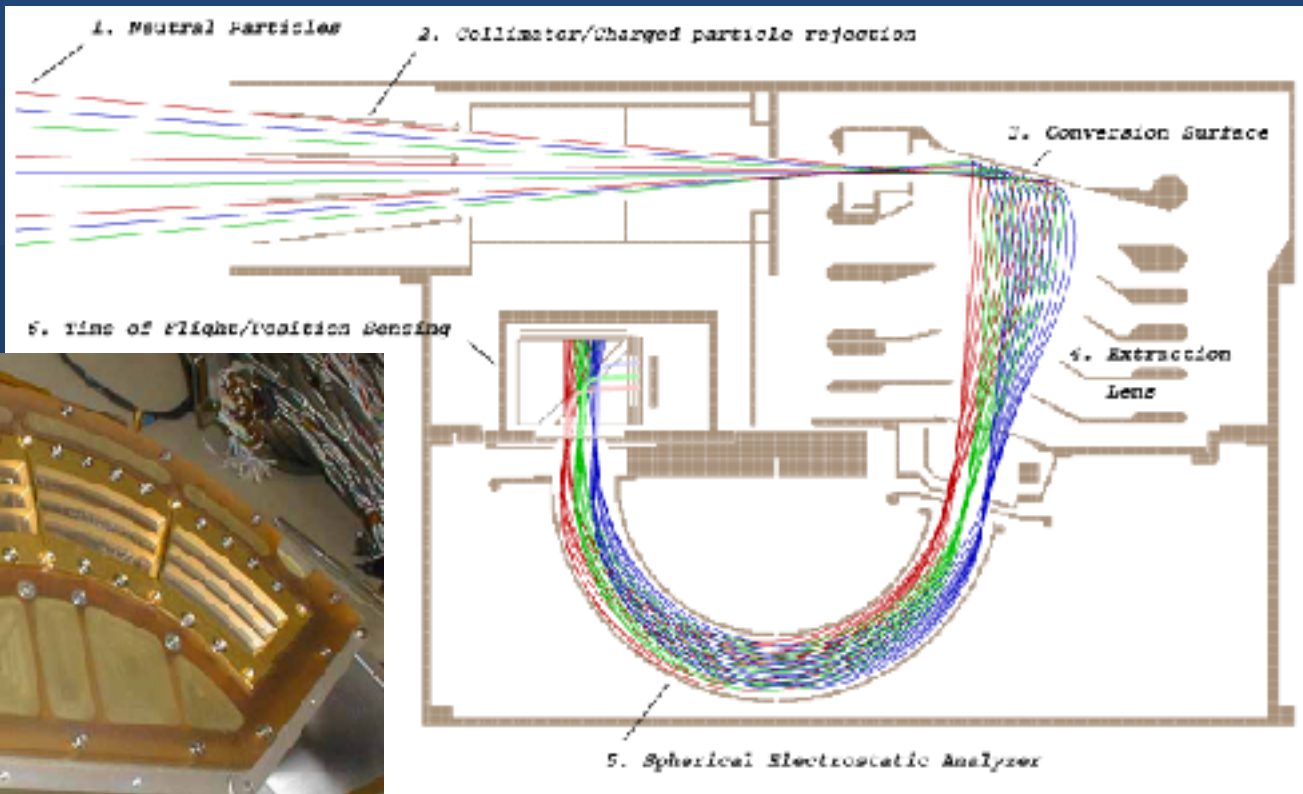 1. Neutral Particles
2. Collimator/Charged particle rejection
3. Conversion Surface
6. Time of Flight/Position Sensing
4. Extraction
Lens
5. Spherical Electrostatic Analyzer